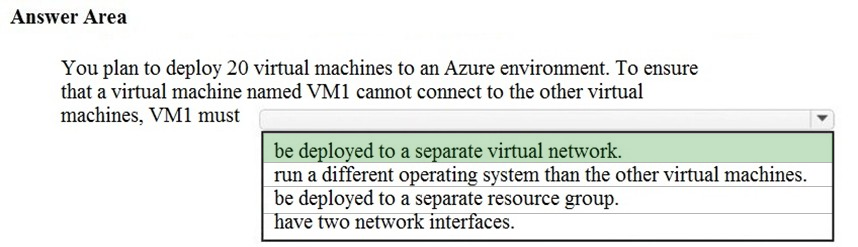 Answer Area
You plan to deploy 20 virtual machines to an Azure environment. To ensure
that a virtual machine named VM1 cannot connect to the other virtual
machines, VM1 must
be deployed to a separate virtual network.
run a different operating system than the other virtual machines.
be deployed to a separate resource group.
have two network interfaces.